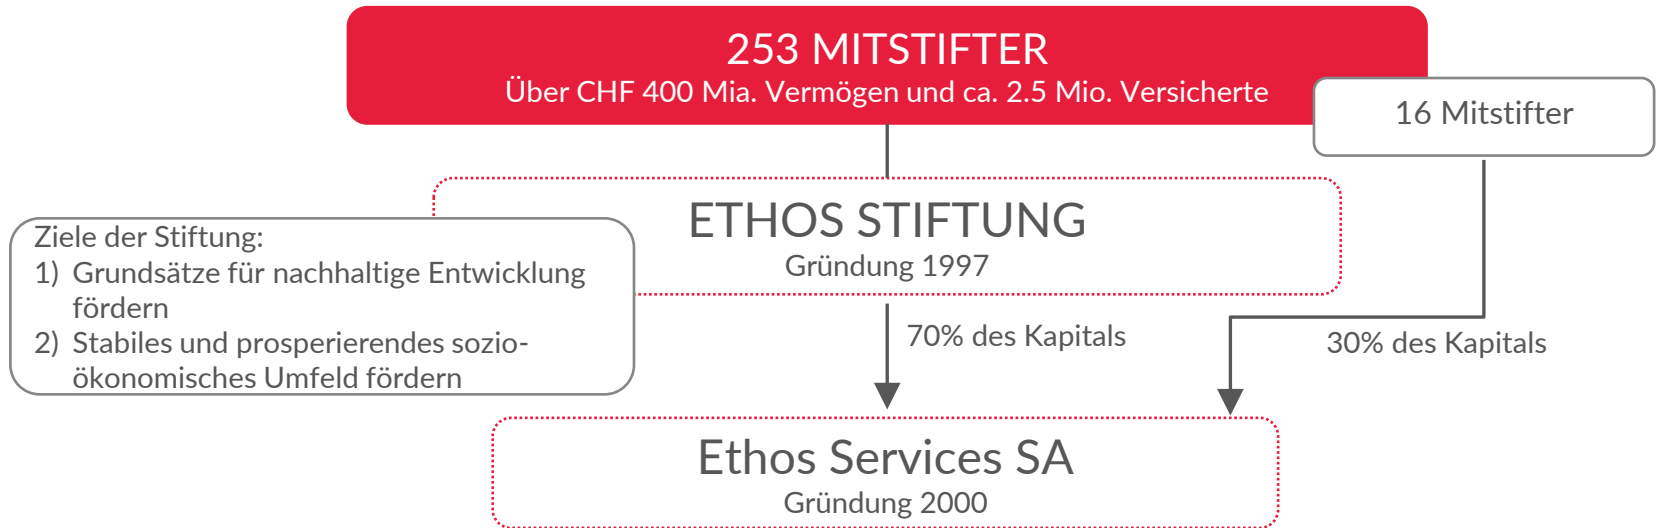 253 MITSTIFTER
Über CHF 400 Mia. Vermögen und ca. 2.5 Mio. Versicherte
16 Mitstifter
ETHOS STIFTUNG
Gründung 1997
Ziele der Stiftung:
1) Grundsätze für nachhaltige Entwicklung
fördern
2) Stabiles und prosperierendes sozio-
ökonomisches Umfeld fördern
70% des Kapitals
30% des Kapitals
Ethos Services SA
Gründung 2000